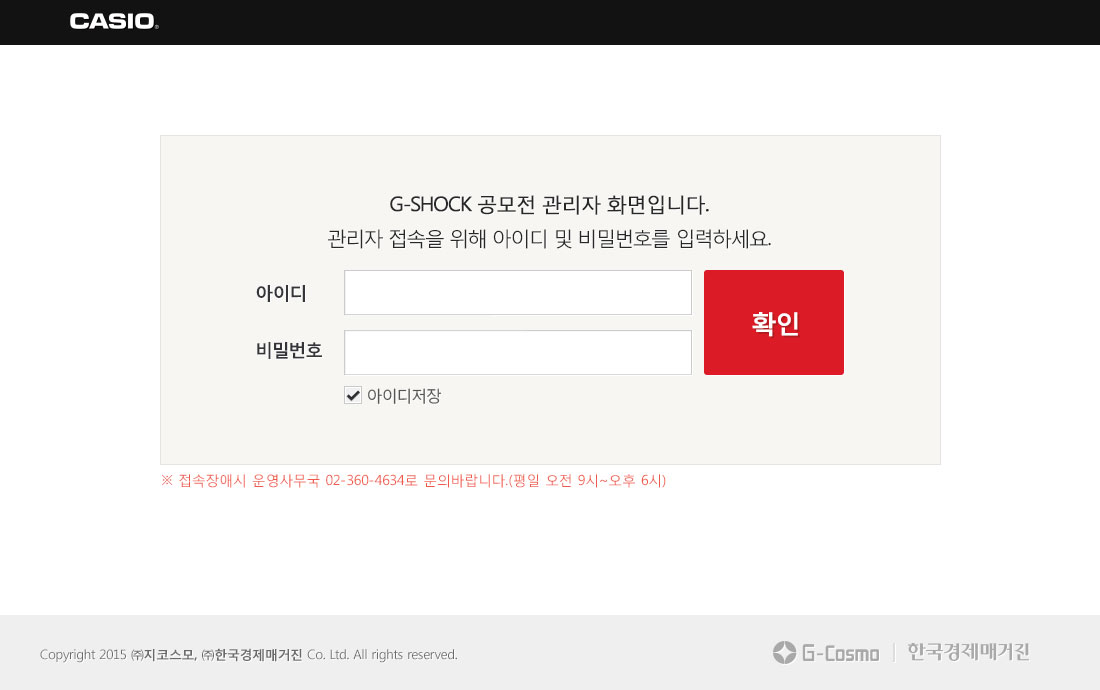 CASIO®
G-SHOCK 공모전 관리자 화면입니다.
관리자 접속을 위해 아이디 및 비밀번호를 입력하세요.
아이디
비밀번호
확인
아이디저장
※ 접속장애시 운영사무국 02-360-4634로 문의바랍니다.(평일 오전 9시~오후 6시)
Copyright 2015 ㈜지코스모, ㈜한국경제매거진 Co. Ltd. All rights reserved.
G-Cosmo | 한국경제매거진